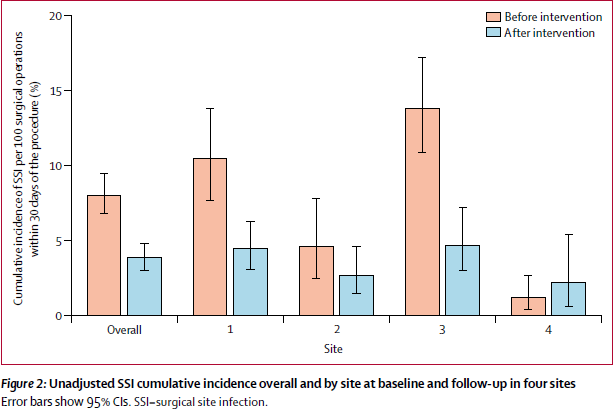 Before intervention
After intervention
Cumulative incidence of SSI per 100 surgical operations
within 30 days of the procedure (%)
20
15
10
5
0
Overall 1 2 3 4
Site
Figure 2: Unadjusted SSI cumulative incidence overall and by site at baseline and follow-up in four sites
Error bars show 95% CIs. SSI=surgical site infection.